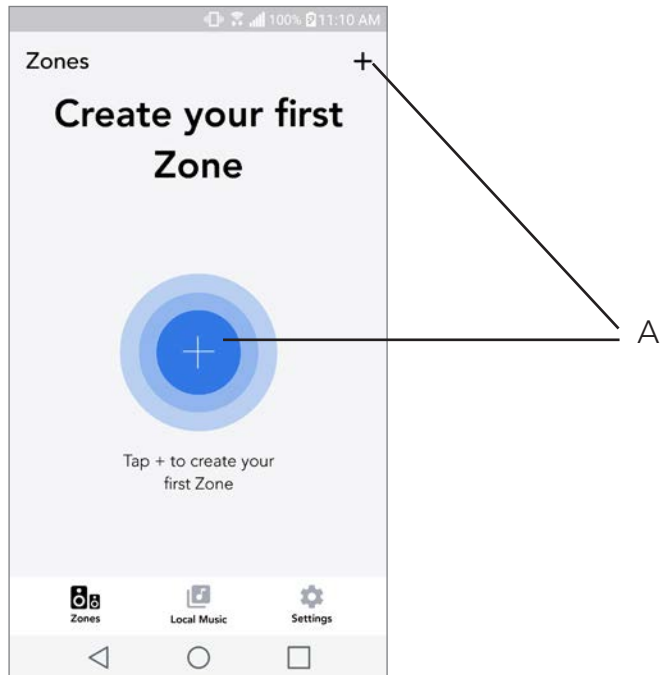 100% 11:10 AM
Zones +
Create your first
Zone
+
A
Tap + to create your
first Zone
Zones Local Music Settings